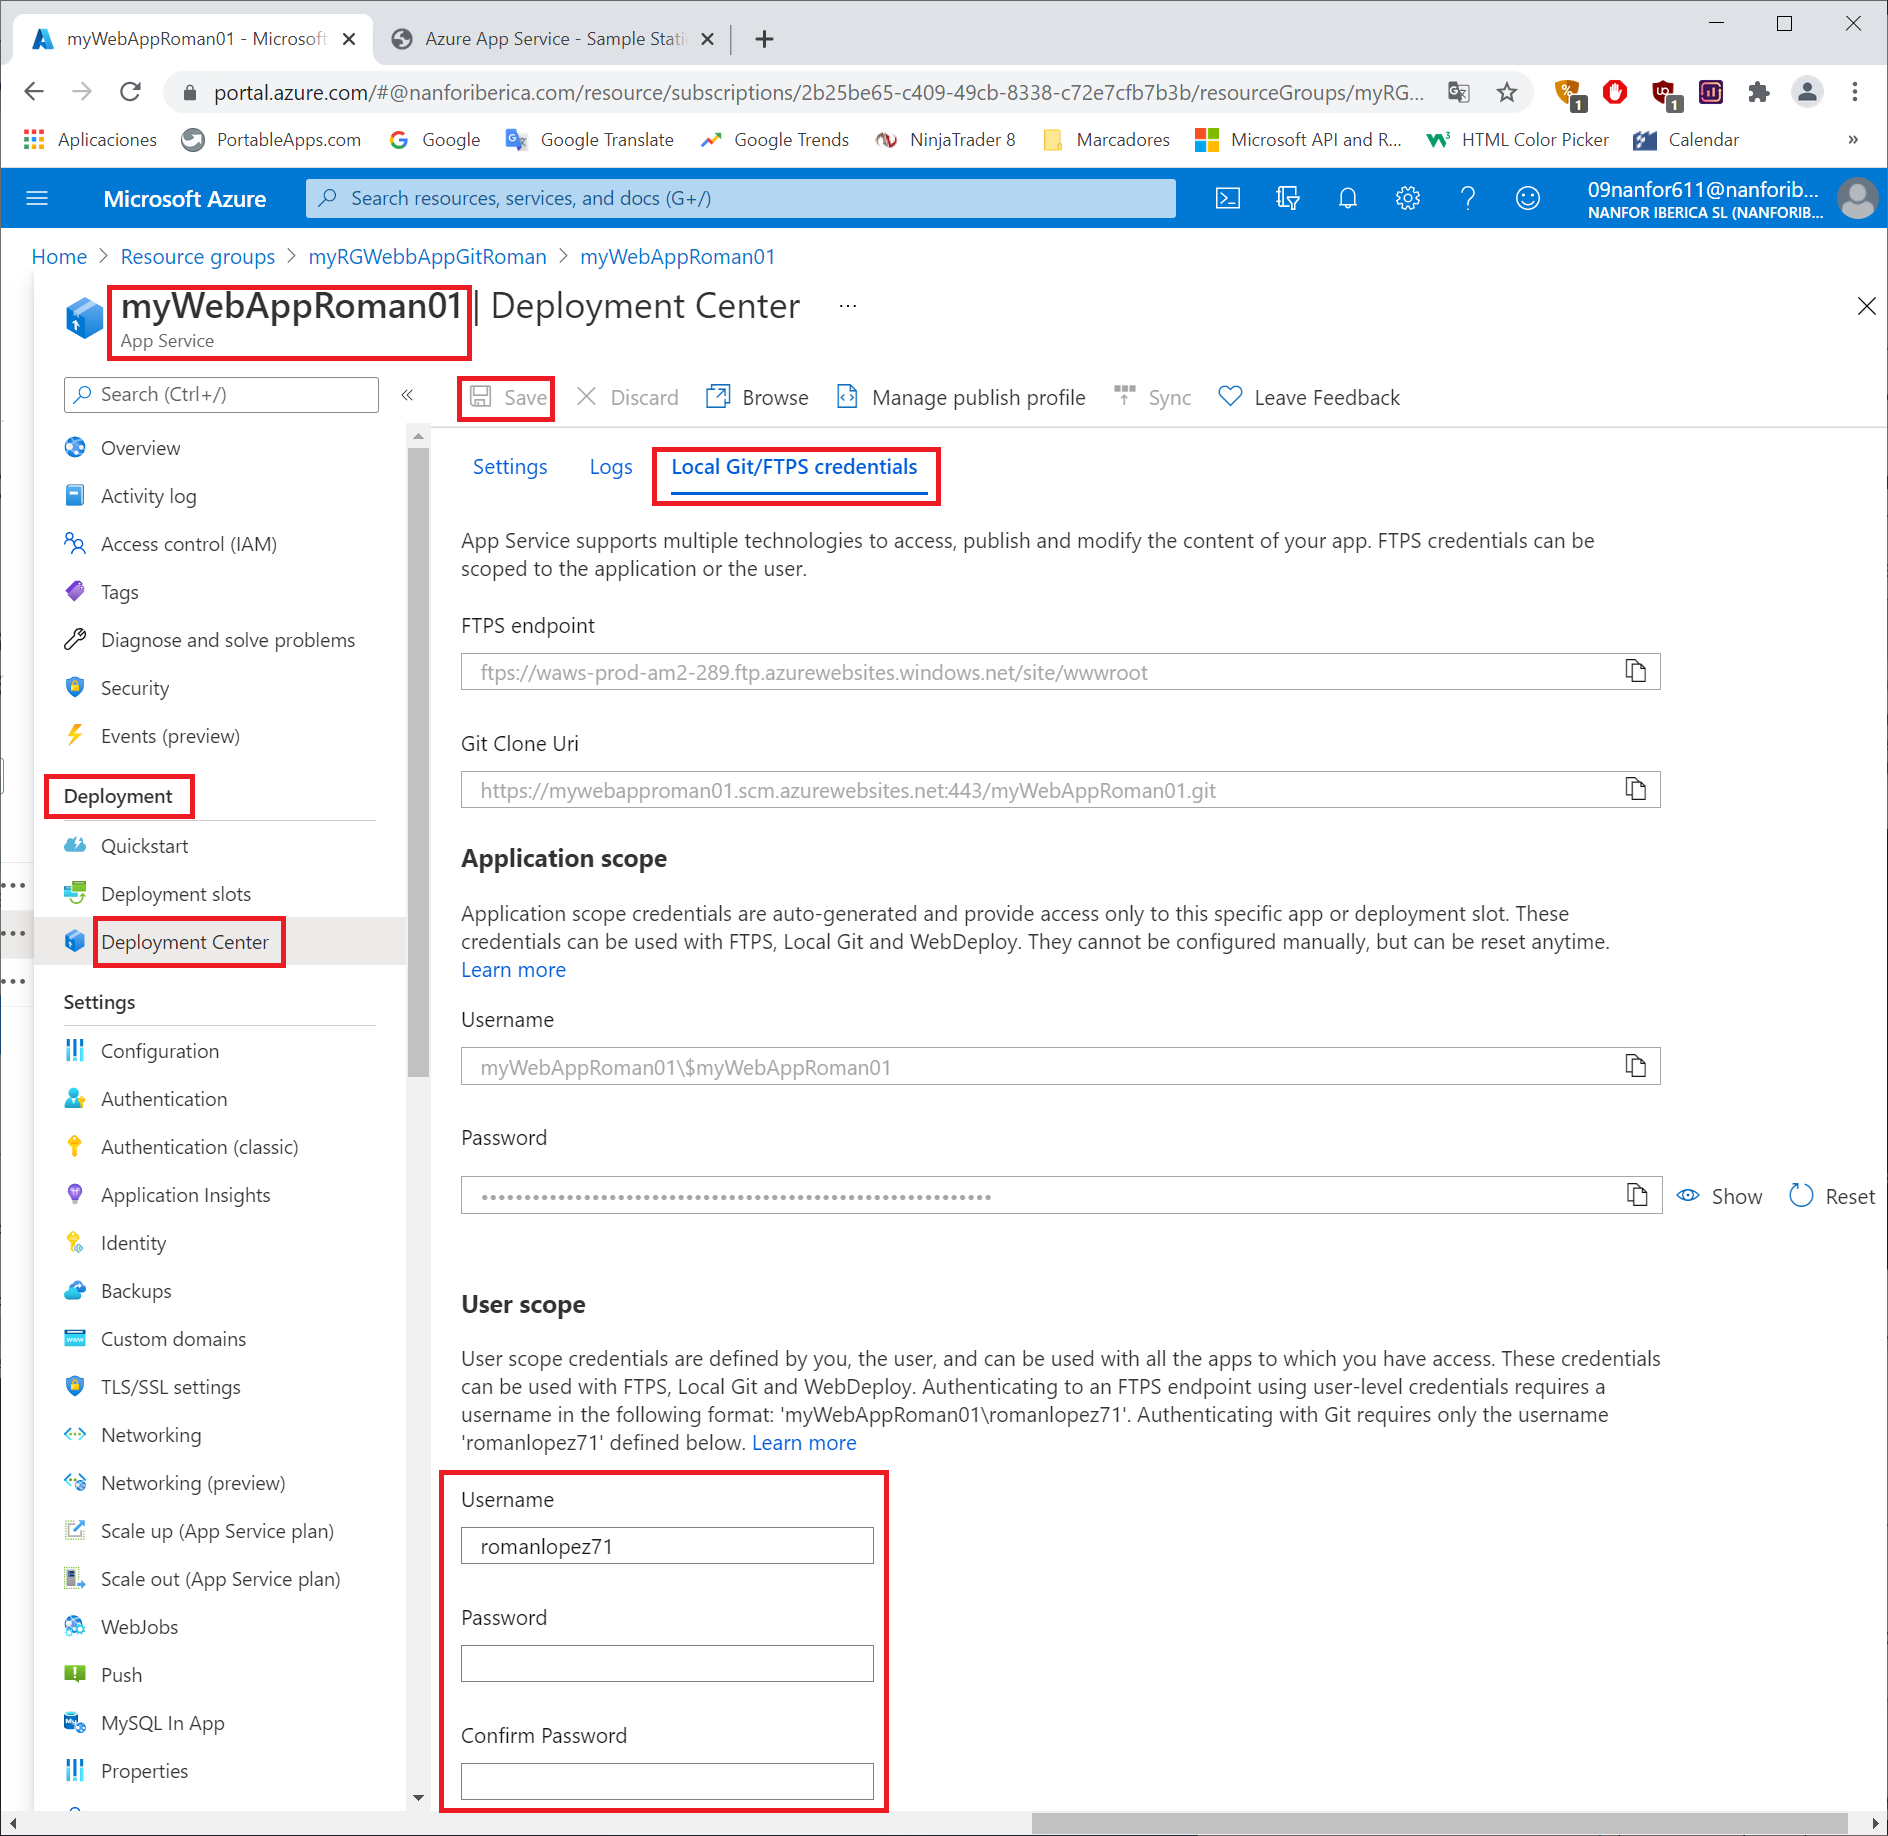 myWebAppRoman01 - Microsoft
Azure App Service - Sample Stati
portal.azure.com/#@nanforiberica.com/resource/subscriptions/2b25be65-c409-49cb-8338-c72e7cfb7b3b/resourceGroups/myRG...
1
1
Aplicaciones
PortableApps.com
Google
Google Translate
Google Trends
NinjaTrader 8
Marcadores
Microsoft API and R...
HTML Color Picker
Calendar
»
Microsoft Azure
Search resources, services, and docs (G+/)
09nanfor611@nanforib...
NANFOR IBERICA SL (NANFORIB...
Home > Resource groups > myRGWebbAppGitRoman > myWebAppRoman01
myWebAppRoman01 | Deployment Center ...
App Service
Search (Ctrl+/)
«
Save
Discard
Browse
Manage publish profile
Sync
Leave Feedback
Overview
Activity log
Access control (IAM)
Tags
Diagnose and solve problems
Security
Events (preview)
Deployment
Quickstart
Deployment slots
Deployment Center
Settings
Configuration
Authentication
Authentication (classic)
Application Insights
Identity
Backups
Custom domains
TLS/SSL settings
Networking
Networking (preview)
Scale up (App Service plan)
Scale out (App Service plan)
WebJobs
Push
MySQL In App
Properties
Settings
Logs
Local Git/FTPS credentials
App Service supports multiple technologies to access, publish and modify the content of your app. FTPS credentials can be
scoped to the application or the user.
FTPS endpoint
ftps://waws-prod-am2-289.ftp.azurewebsites.windows.net/site/wwwroot
Git Clone Uri
https://mywebapproman01.scm.azurewebsites.net:443/myWebAppRoman01.git
Application scope
Application scope credentials are auto-generated and provide access only to this specific app or deployment slot. These
credentials can be used with FTPS, Local Git and WebDeploy. They cannot be configured manually, but can be reset anytime.
Learn more
Username
myWebAppRoman01\$myWebAppRoman01
Password
Show
Reset
User scope
User scope credentials are defined by you, the user, and can be used with all the apps to which you have access. These credentials
can be used with FTPS, Local Git and WebDeploy. Authenticating to an FTPS endpoint using user-level credentials requires a
username in the following format: 'myWebAppRoman01\romanlopez71'. Authenticating with Git requires only the username
'romanlopez71' defined below. Learn more
Username
romanlopez71
Password
Confirm Password